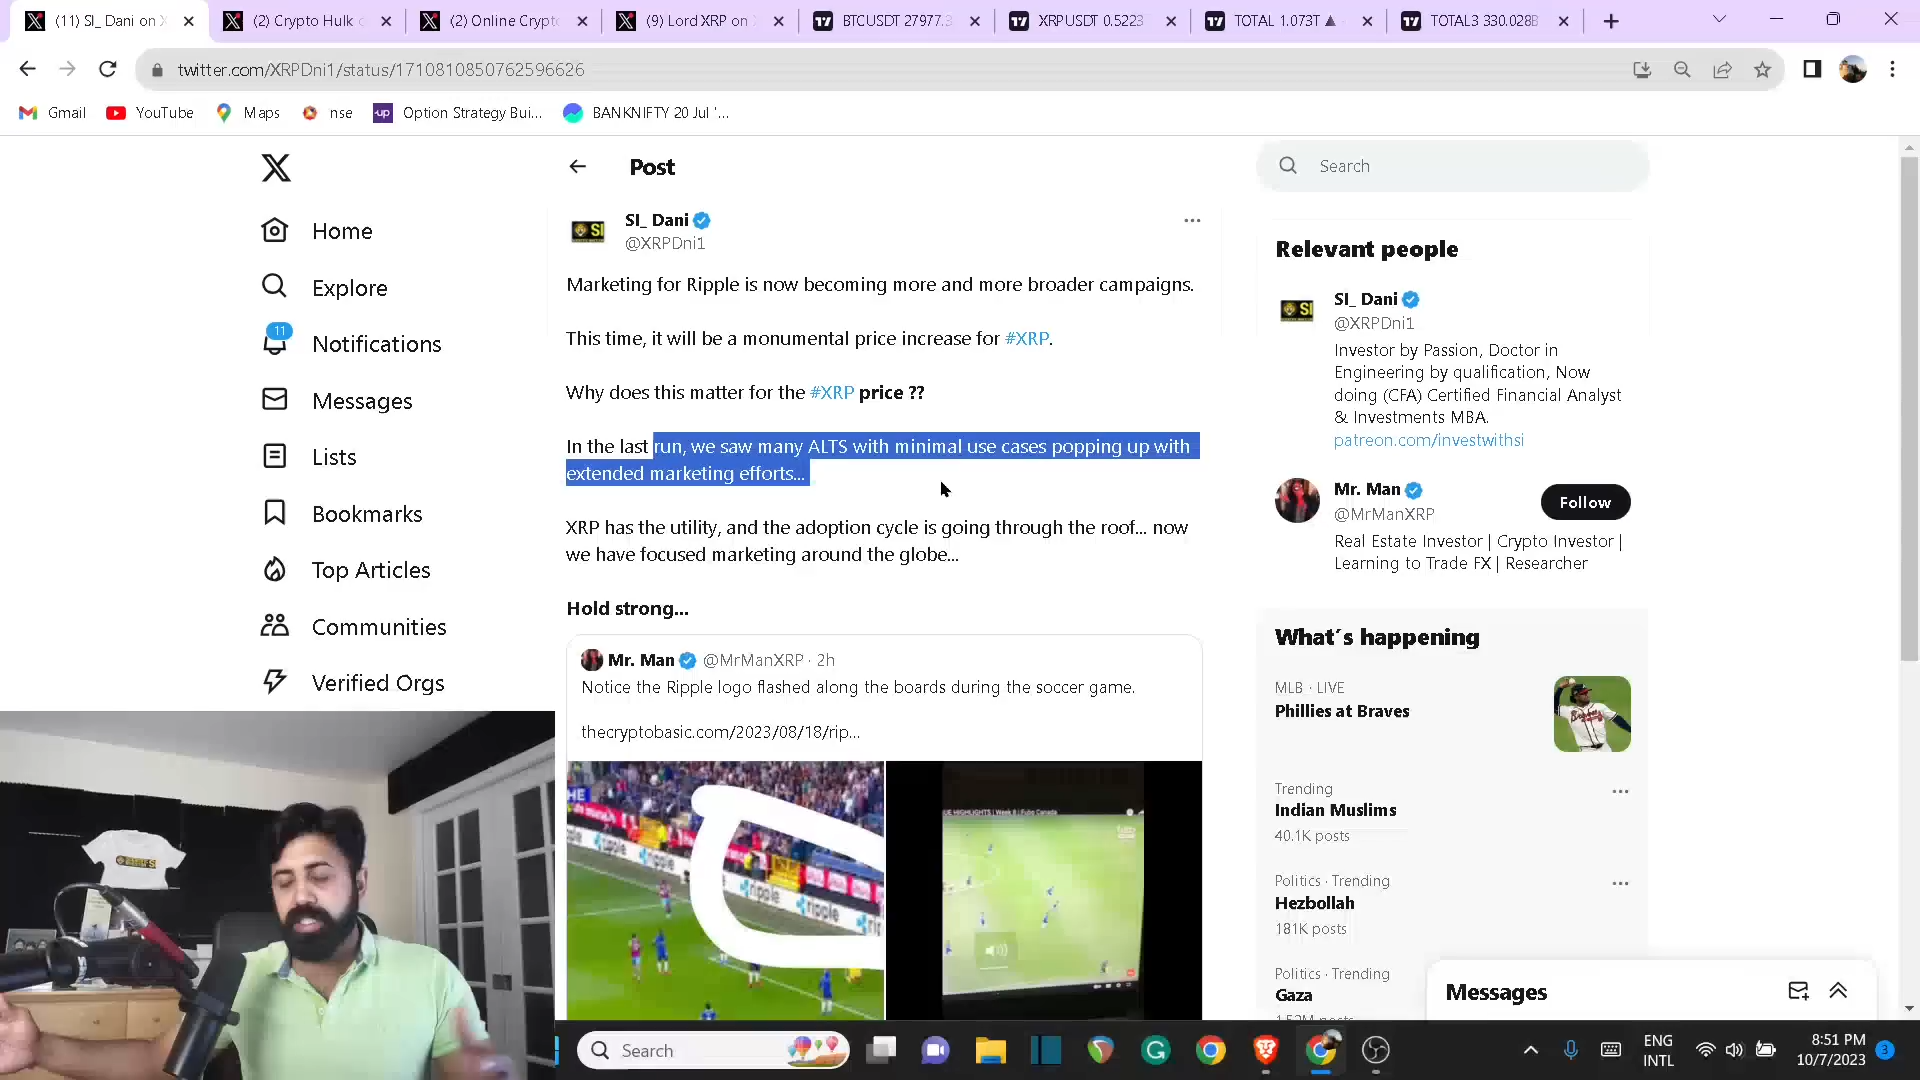 (11) SI_ Dani on
(2) Crypto Hulk
(2) Online Crypt
(9) Lord XRP on
BTCUSDT 27977.
XRPUSDT 0.5223
TOTAL 1.073T ▲
TOTAL3 330.028B
twitter.com/XRPDni1/status/1710810850762596626
Gmail
YouTube
Maps
nse
Option Strategy Bui...
BANKNIFTY 20 Jul '...
Home
Explore
11
Notifications
Messages
Lists
Bookmarks
Top Articles
Communities
Verified Orgs
Post
SI_ Dani
@XRPDni1
Marketing for Ripple is now becoming more and more broader campaigns.
This time, it will be a monumental price increase for #XRP.
Why does this matter for the #XRP price ??
In the last run, we saw many ALTS with minimal use cases popping up with
extended marketing efforts...
XRP has the utility, and the adoption cycle is going through the roof... now
we have focused marketing around the globe...
Hold strong...
Mr. Man @MrManXRP · 2h
Notice the Ripple logo flashed along the boards during the soccer game.
thecryptobasic.com/2023/08/18/rip...
ripple
ripple
Search
Relevant people
SI_ Dani
@XRPDni1
Investor by Passion, Doctor in
Engineering by qualification, Now
doing (CFA) Certified Financial Analyst
& Investments MBA.
patreon.com/investwithsi
Mr. Man
@MrManXRP
Follow
Real Estate Investor | Crypto Investor |
Learning to Trade FX | Researcher
What's happening
MLB · LIVE
Phillies at Braves
Trending
Indian Muslims
40.1K posts
Politics · Trending
Hezbollah
181K posts
Politics · Trending
Gaza
Messages
Search
ENG
INTL
8:51 PM
10/7/2023
3